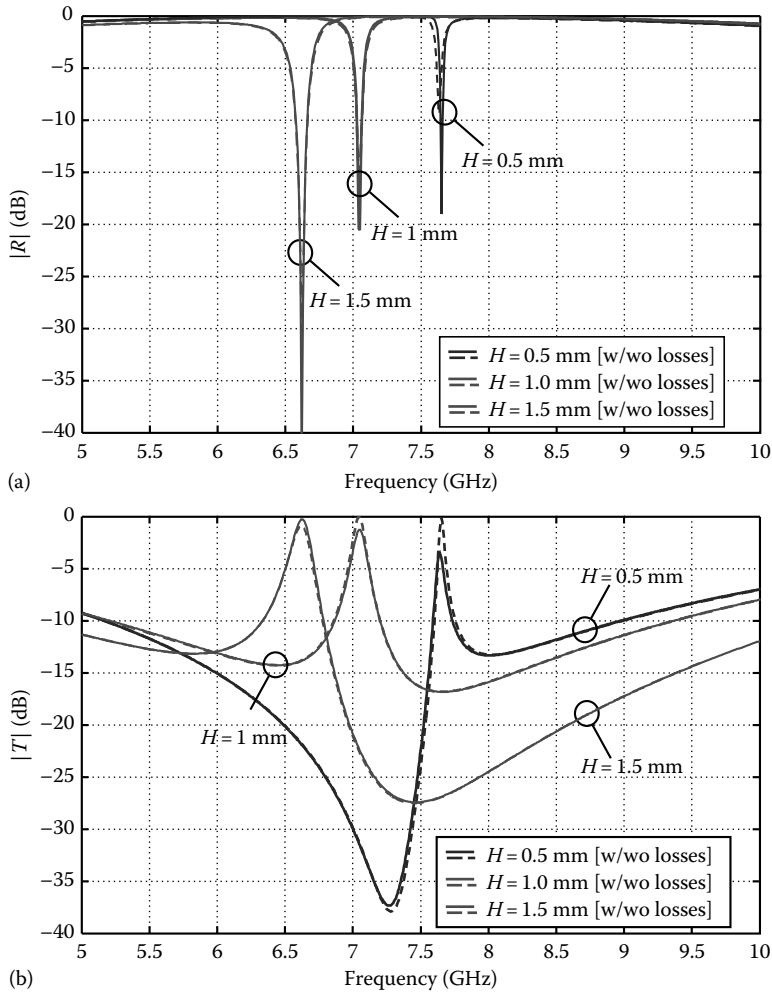 0
−5
−10
−15
−20
−25
−30
−35
−40
|R| (dB)
H = 0.5 mm
H = 1 mm
H = 1.5 mm
H = 0.5 mm [w/wo losses]
H = 1.0 mm [w/wo losses]
H = 1.5 mm [w/wo losses]
5 5.5 6 6.5 7 7.5 8 8.5 9 9.5 10
(a) Frequency (GHz)
0
−5
−10
−15
−20
−25
−30
−35
−40
|T| (dB)
H = 0.5 mm
H = 1 mm
H = 1.5 mm
H = 0.5 mm [w/wo losses]
H = 1.0 mm [w/wo losses]
H = 1.5 mm [w/wo losses]
5 5.5 6 6.5 7 7.5 8 8.5 9 9.5 10
(b) Frequency (GHz)